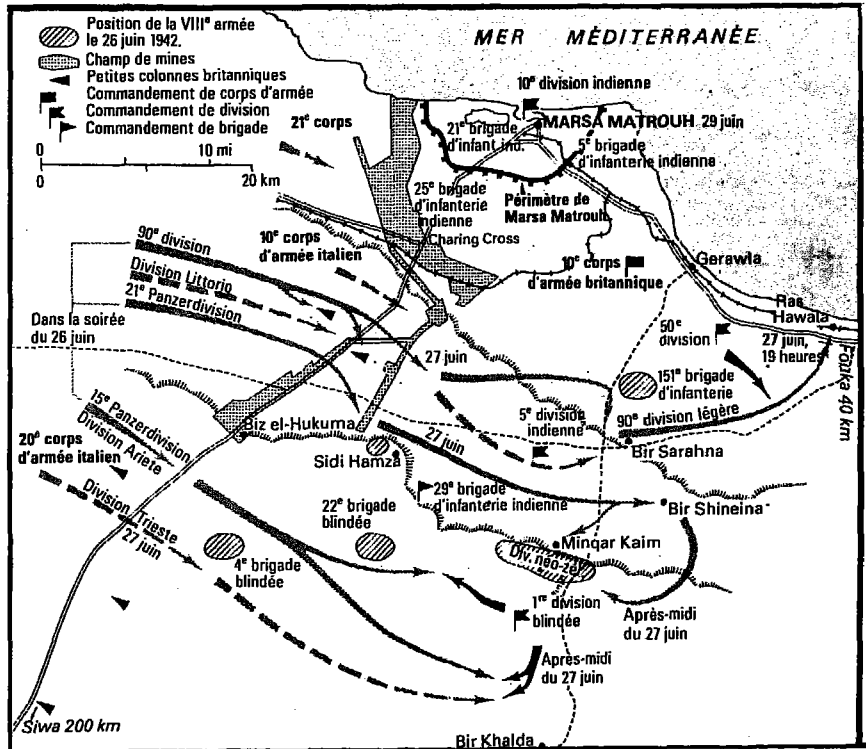 Position de la VIIIe armée
le 26 juin 1942.
Champ de mines
Petites colonnes britanniques
Commandement de corps d'armée
Commandement de division
Commandement de brigade
0 10 mi
0 20 km
MER MÉDITERRANÉE
10e division indienne
MARSA MATROUH 29 juin
21e corps
21e brigade
d'infant ind.
5e brigade
d'infanterie indienne
25e brigade
d'infanterie
indienne
Périmètre de
Marsa Matrouh
Charing Cross
90e division
10e corps
d'armée italien
Division Littorio
21e Panzerdivision
10e corps
d'armée britannique
Gerawla
Ras
Hawala
Dans la soirée
du 26 juin
27 juin
50e
division
27 juin,
19 heures
Fouka 40 km
151e brigade
d'infanterie
15e Panzerdivision
Division Ariete
5e division
indienne
90e division légère
20e corps
d'armée italien
Biz el-Hukuma
27 juin
Bir Sarahna
Sidi Hamza
29e brigade
d'infanterie indienne
Bir Shineina
22e brigade
blindée
Division Trieste
27 juin
Minqar Kaim
Div. neo-zel
4e brigade
blindée
1re division
blindée
Après-midi
du 27 juin
Après-midi
du 27 juin
Siwa 200 km
Bir Khalda